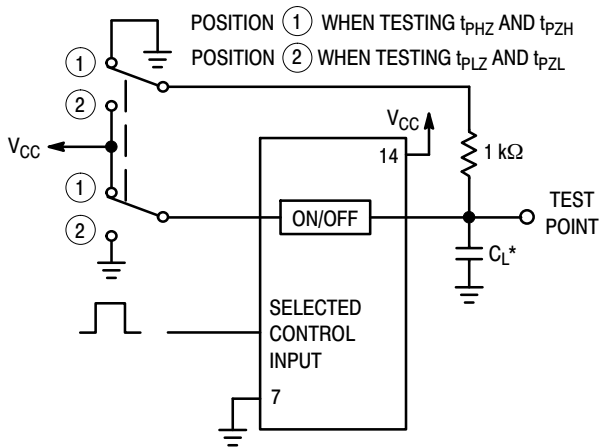 POSITION 1 WHEN TESTING tPHZ AND tPZH
POSITION 2 WHEN TESTING tPLZ AND tPZL
1
2
VCC
1
2
VCC
14
1 kΩ
ON/OFF
TEST
POINT
CL*
SELECTED
CONTROL
INPUT
7